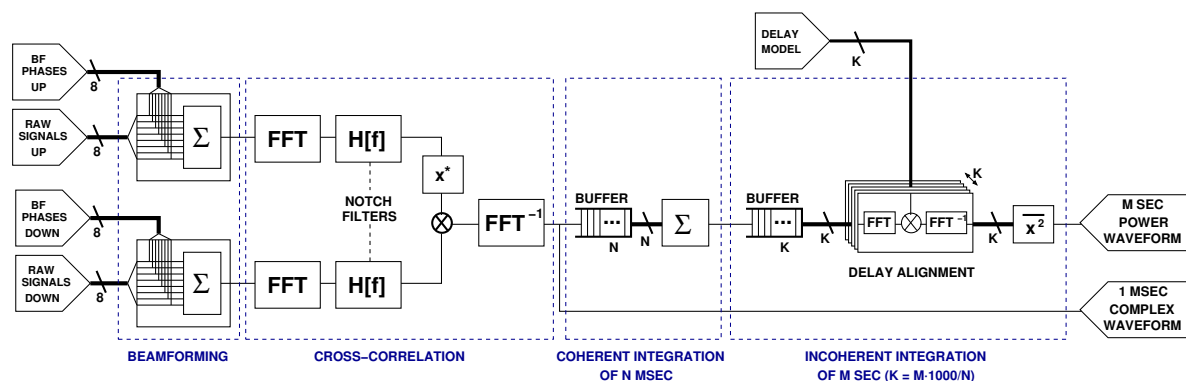 BF
PHASES
UP
8
RAW
SIGNALS
UP
8
BF
PHASES
DOWN
8
RAW
SIGNALS
DOWN
8
Σ
Σ
BEAMFORMING
FFT
H[f]
x*
NOTCH
FILTERS
FFT
H[f]
FFT⁻¹
CROSS−CORRELATION
BUFFER
...
N
N
Σ
COHERENT INTEGRATION
OF N MSEC
DELAY
MODEL
K
BUFFER
...
K
K
K
FFT
FFT⁻¹
K
DELAY ALIGNMENT
x²
INCOHERENT INTEGRATION
OF M SEC (K = M·1000/N)
M SEC
POWER
WAVEFORM
1 MSEC
COMPLEX
WAVEFORM